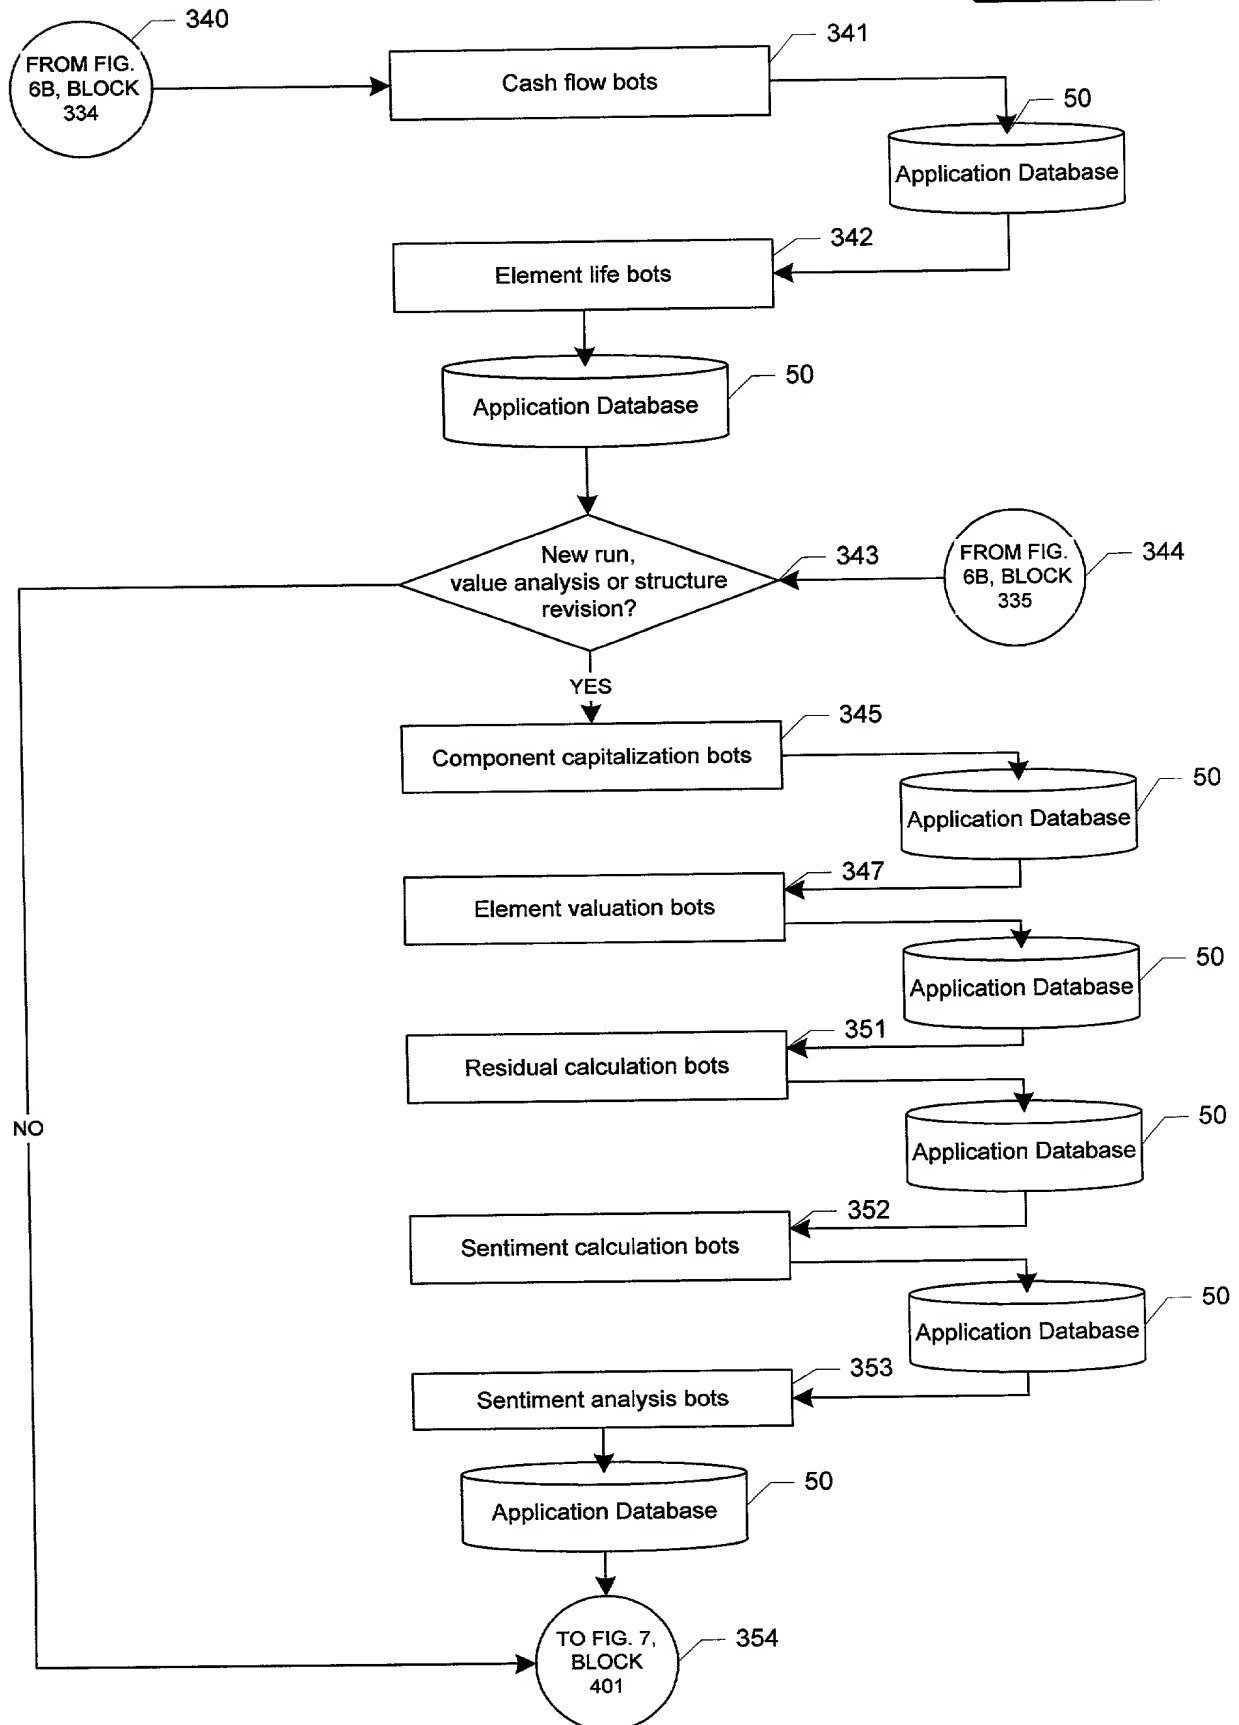 340
FROM FIG.
6B, BLOCK
334
341
Cash flow bots
50
Application Database
342
Element life bots
50
Application Database
New run,
value analysis or structure
revision?
343
FROM FIG.
6B, BLOCK
335
344
YES
345
Component capitalization bots
50
Application Database
347
Element valuation bots
50
Application Database
351
Residual calculation bots
NO
50
Application Database
352
Sentiment calculation bots
50
Application Database
353
Sentiment analysis bots
50
Application Database
TO FIG. 7,
BLOCK
401
354